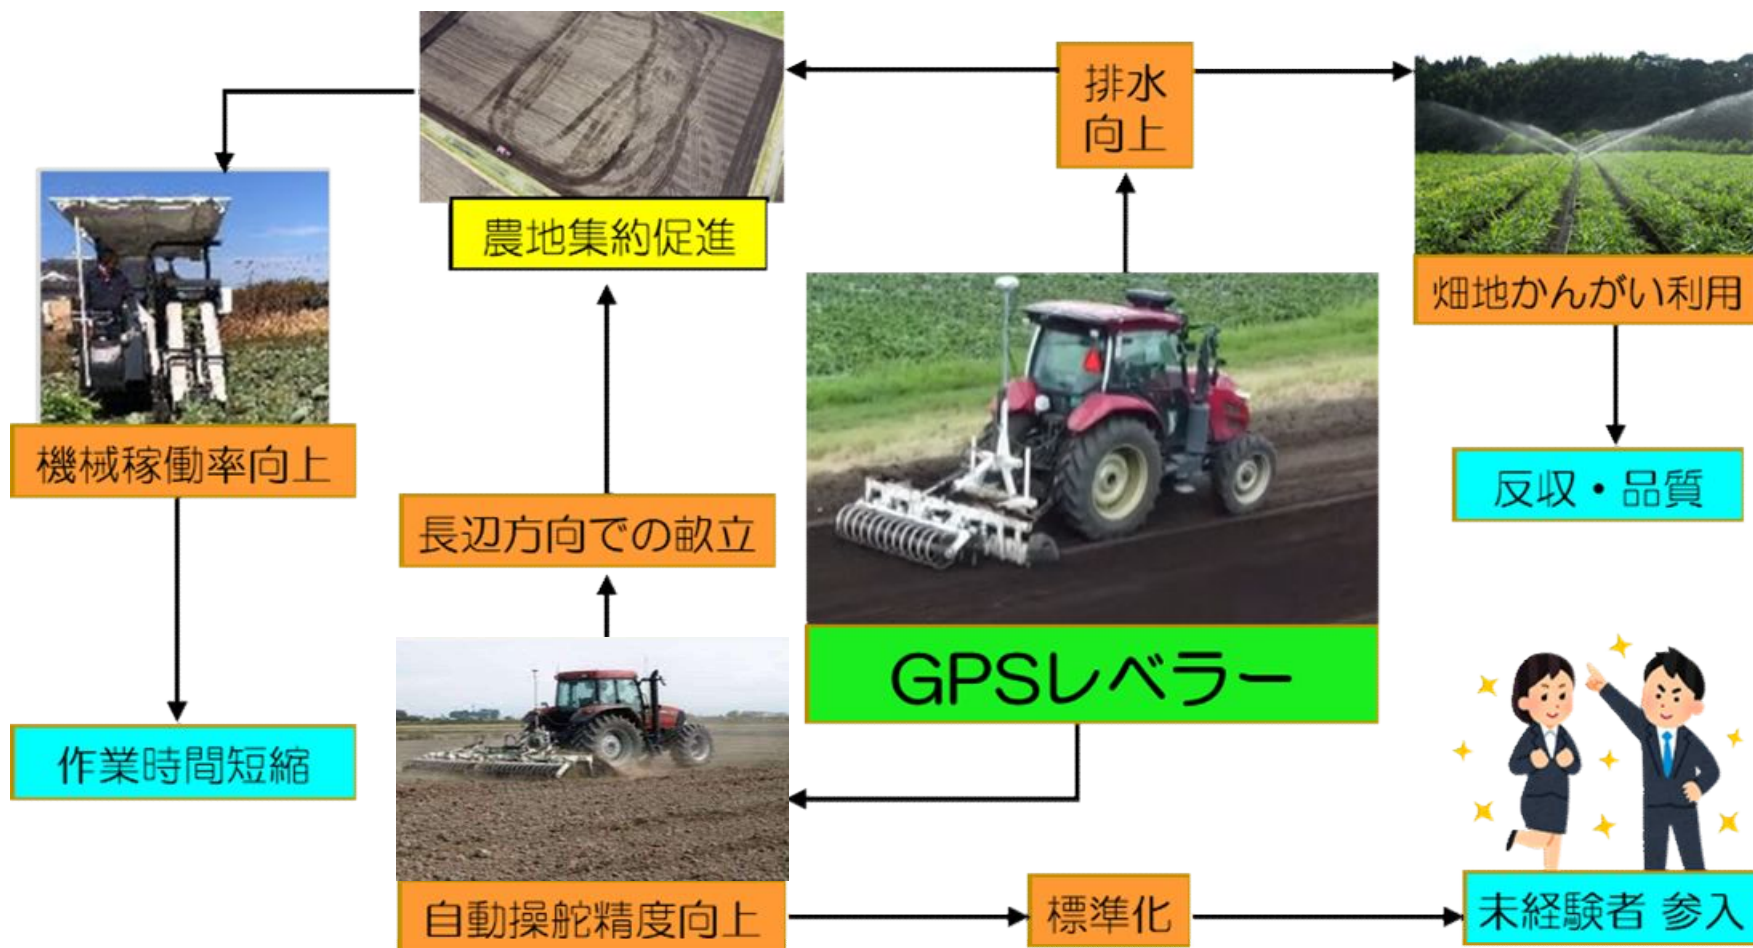 排水
向上
農地集約促進
畑地かんがい利用
機械稼働率向上
反収・品質
長辺方向での畝立
GPSレベラー
作業時間短縮
自動操舵精度向上
標準化
未経験者 参入